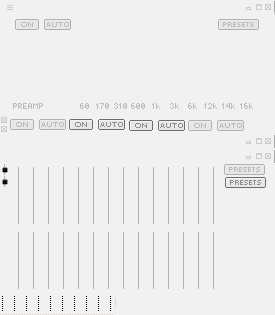 ON AUTO PRESETS
PREAMP 60 170 310 600 1k 3k 6k 12k 14k 16k
ON AUTO ON AUTO ON AUTO ON AUTO
PRESETS
PRESETS